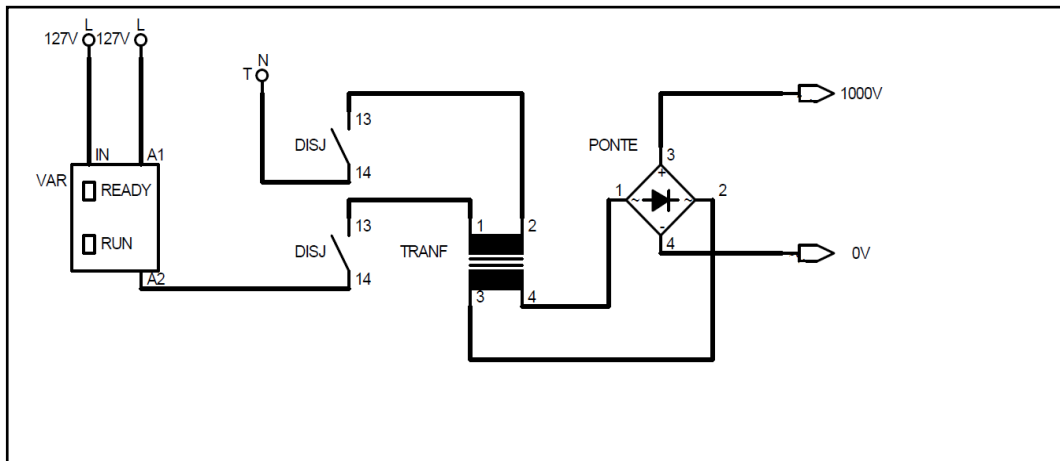 L L
127V 127V
N
T
1000V
13
DISJ
14
PONTE
3
+
IN A1
VAR
READY
1 ~ ~ 2
-
4
13
RUN
DISJ
14
1 2
TRANF
0V
A2
3 4